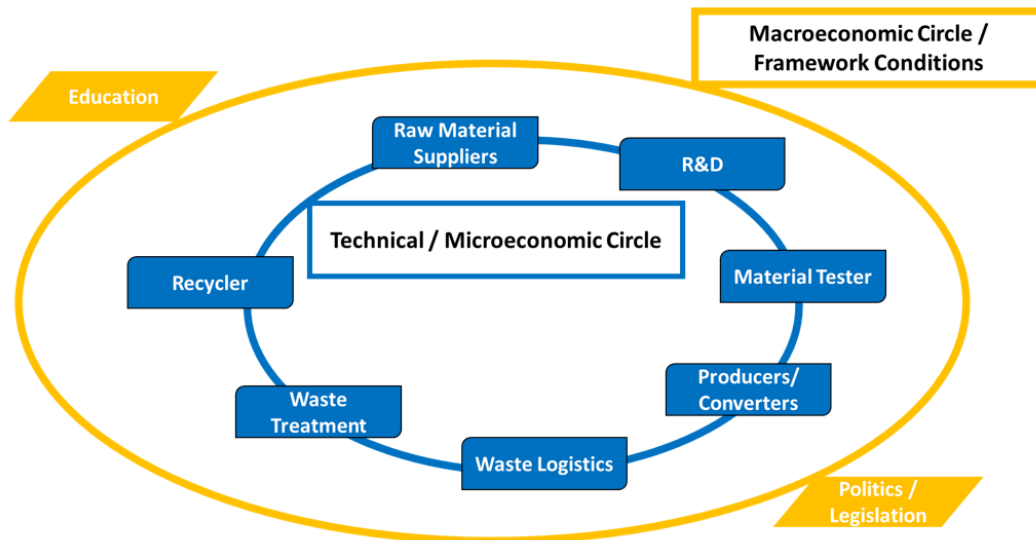 Macroeconomic Circle /
Framework Conditions
Education
Raw Material
Suppliers
R&D
Technical / Microeconomic Circle
Recycler
Material Tester
Producers/
Converters
Waste
Treatment
Waste Logistics
Politics /
Legislation